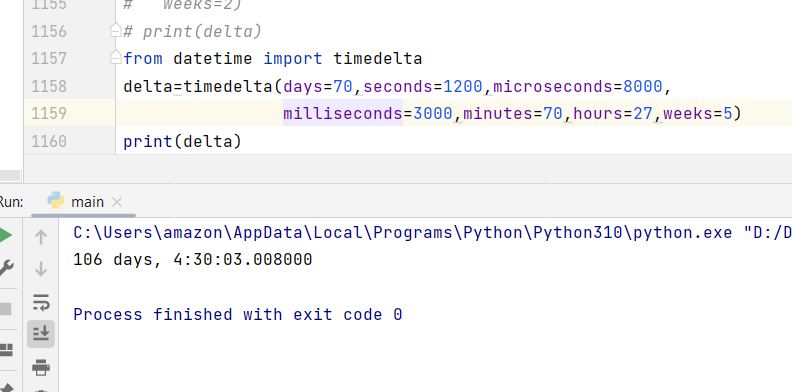 1155 # weeks=2)
1156 # print(delta)
1157 from datetime import timedelta
1158 delta=timedelta(days=70,seconds=1200,microseconds=8000,
1159 milliseconds=3000,minutes=70,hours=27,weeks=5)
1160 print(delta)
Run: main
C:\Users\amazon\AppData\Local\Programs\Python\Python310\python.exe "D:/D
106 days, 4:30:03.008000
Process finished with exit code 0